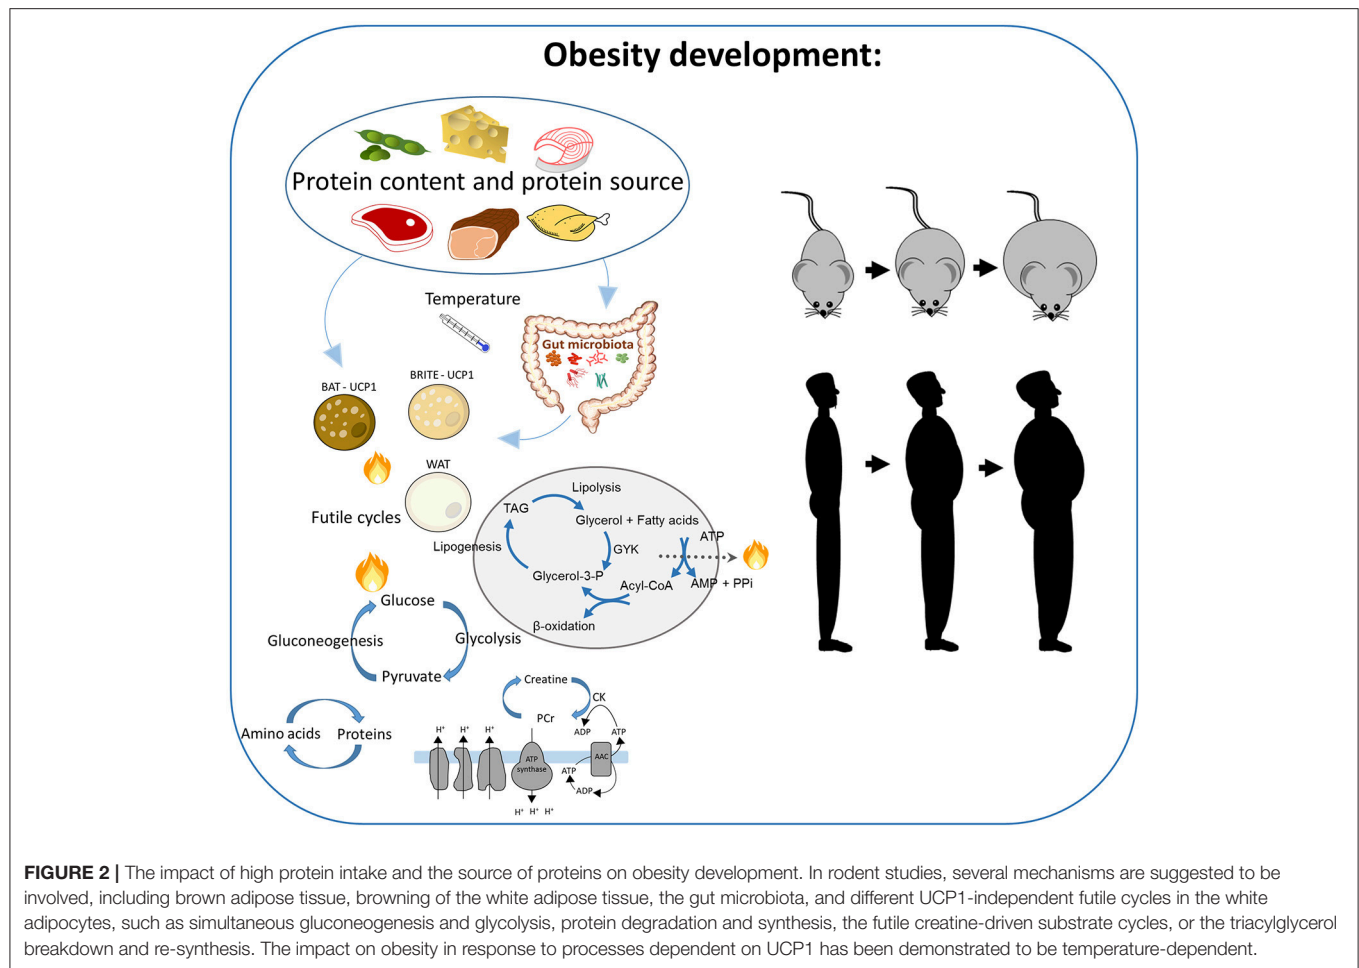 Obesity development:
Protein content and protein source
Temperature
Gut microbiota
BAT - UCP1
BRITE - UCP1
WAT
Futile cycles
Lipolysis
TAG
Glycerol + Fatty acids
ATP
Lipogenesis
GYK
Glycerol-3-P
Acyl-CoA
AMP + PPi
β-oxidation
Glucose
Gluconeogenesis
Glycolysis
Pyruvate
Amino acids
Proteins
Creatine
CK
PCr
ADP
ATP
H⁺
H⁺
H⁺
ATP
synthase
AAC
ATP
ADP
H⁺ H⁺ H⁺
FIGURE 2 | The impact of high protein intake and the source of proteins on obesity development. In rodent studies, several mechanisms are suggested to be
involved, including brown adipose tissue, browning of the white adipose tissue, the gut microbiota, and different UCP1-independent futile cycles in the white
adipocytes, such as simultaneous gluconeogenesis and glycolysis, protein degradation and synthesis, the futile creatine-driven substrate cycles, or the triacylglycerol
breakdown and re-synthesis. The impact on obesity in response to processes dependent on UCP1 has been demonstrated to be temperature-dependent.